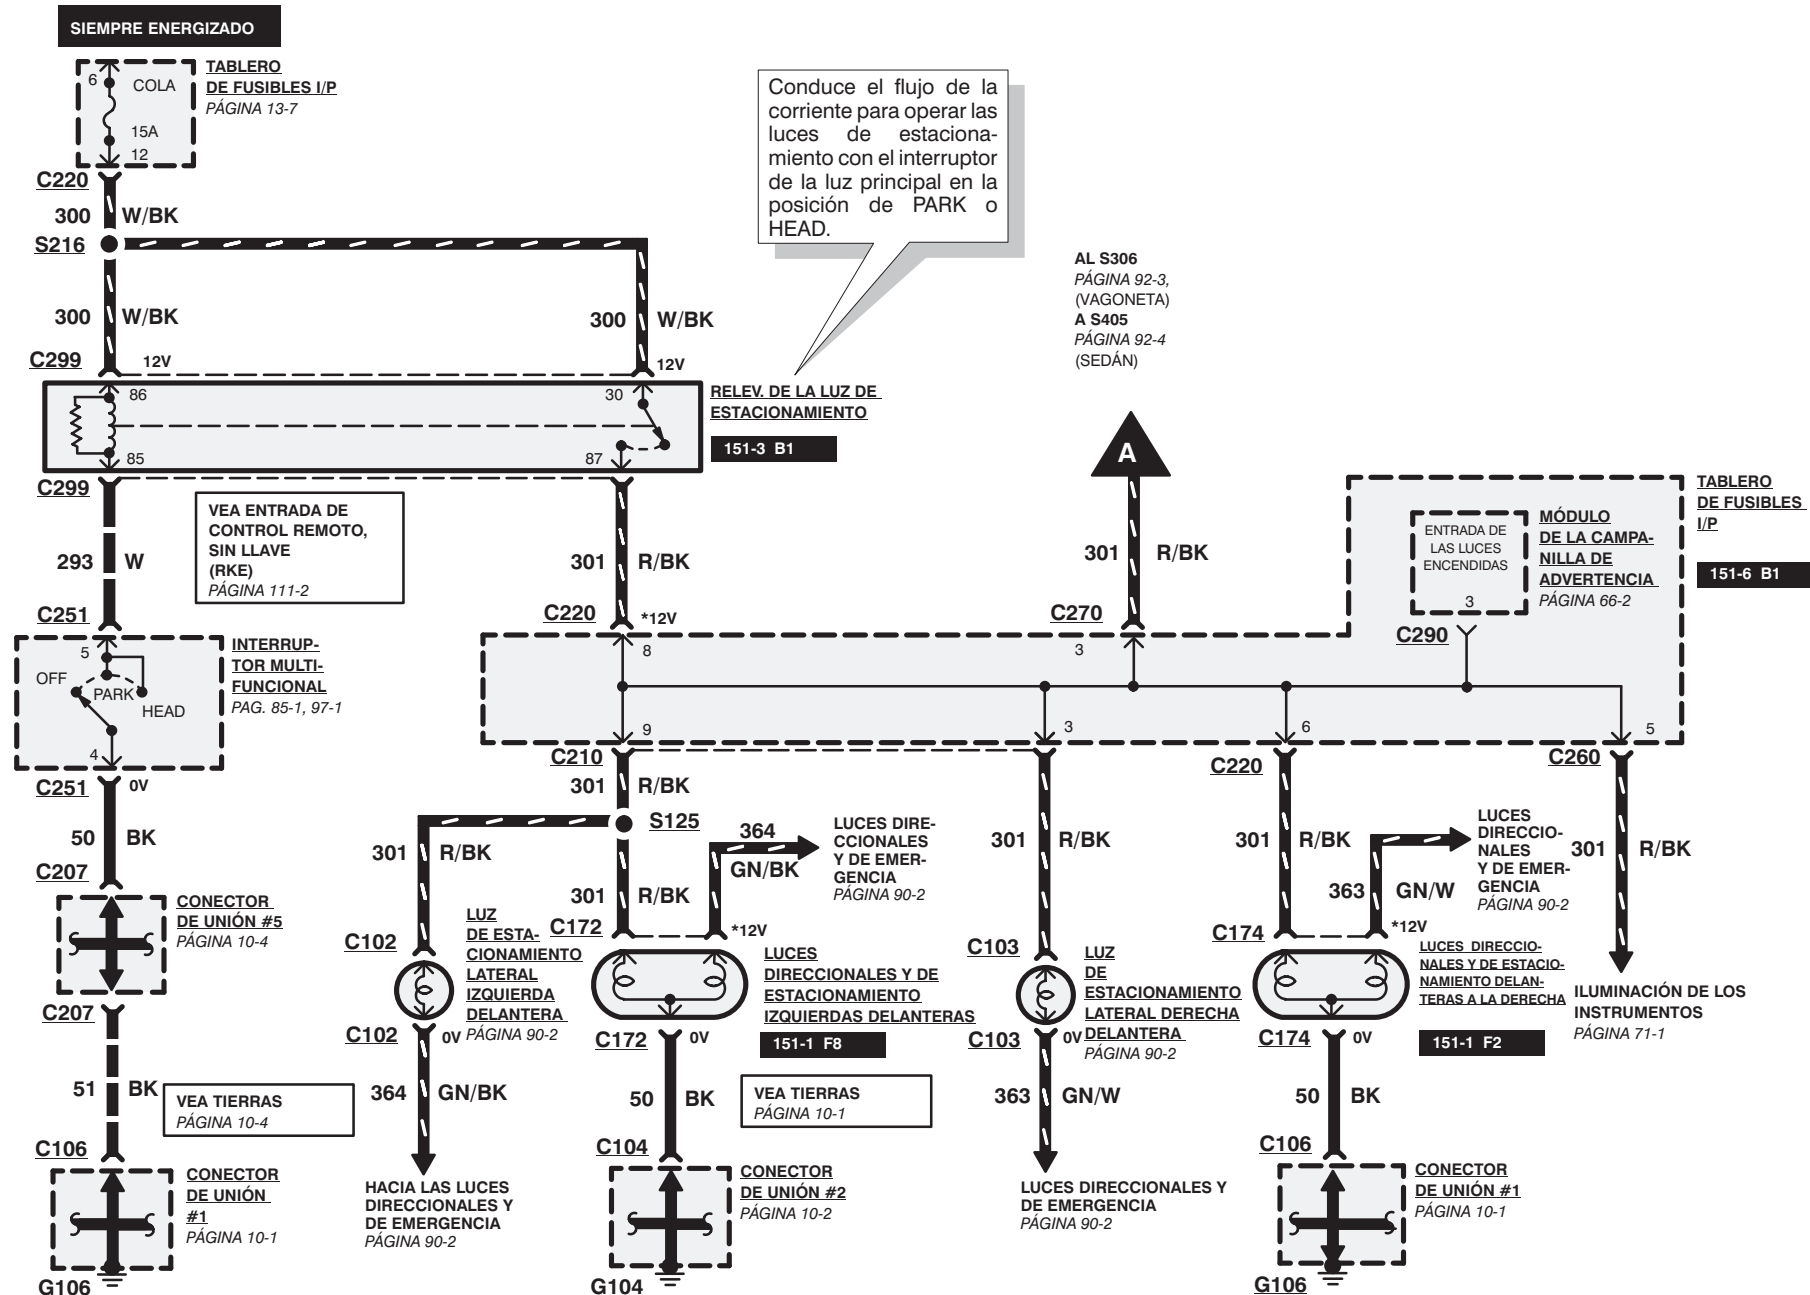 SIEMPRE ENERGIZADO
6
COLA
15A
12
TABLERO
DE FUSIBLES I/P
PÁGINA 13-7
C220
300
W/BK
S216
300
W/BK
300
W/BK
Conduce el flujo de la
corriente para operar las
luces de estaciona-
miento con el interruptor
de la luz principal en la
posición de PARK o
HEAD.
AL S306
PÁGINA 92-3,
(VAGONETA)
A S405
PÁGINA 92-4
(SEDÁN)
C299
12V
12V
86
30
85
87
RELEV. DE LA LUZ DE
ESTACIONAMIENTO
151-3 B1
A
C299
VEA ENTRADA DE
CONTROL REMOTO,
SIN LLAVE
(RKE)
PÁGINA 111-2
293
W
301
R/BK
301
R/BK
C251
C220
*12V
C270
ENTRADA DE
LAS LUCES
ENCENDIDAS
3
MÓDULO
DE LA CAMPA-
NILLA DE
ADVERTENCIA
PÁGINA 66-2
TABLERO
DE FUSIBLES
I/P
151-6 B1
C290
5
OFF
PARK
HEAD
4
INTERRUP-
TOR MULTI-
FUNCIONAL
PAG. 85-1, 97-1
8
3
9
3
6
5
C251
0V
C210
C220
C260
301
R/BK
S125
50
BK
301
R/BK
301
R/BK
364
GN/BK
LUCES DIRE-
CCIONALES
Y DE EMER-
GENCIA
PÁGINA 90-2
301
R/BK
301
R/BK
363
GN/W
LUCES
DIRECCIO-
NALES
Y DE EMER-
GENCIA
PÁGINA 90-2
301
R/BK
C207
CONECTOR
DE UNIÓN #5
PÁGINA 10-4
C207
C102
LUZ
DE ESTA-
CIONAMIENTO
LATERAL
IZQUIERDA
DELANTERA
PÁGINA 90-2
C102
0V
C172
*12V
LUCES
DIRECCIONALES Y DE
ESTACIONAMIENTO
IZQUIERDAS DELANTERAS
151-1 F8
C172
0V
C103
LUZ
DE
ESTACIONAMIENTO
LATERAL DERECHA
DELANTERA
PÁGINA 90-2
C103
0V
C174
*12V
LUCES DIRECCIO-
NALES Y DE ESTACIO-
NAMIENTO DELAN-
TERAS A LA DERECHA
151-1 F2
C174
0V
ILUMINACIÓN DE LOS
INSTRUMENTOS
PÁGINA 71-1
51
BK
VEA TIERRAS
PÁGINA 10-4
364
GN/BK
50
BK
VEA TIERRAS
PÁGINA 10-1
363
GN/W
50
BK
C106
CONECTOR
DE UNIÓN
#1
PÁGINA 10-1
G106
HACIA LAS LUCES
DIRECCIONALES Y
DE EMERGENCIA
PÁGINA 90-2
C104
CONECTOR
DE UNIÓN #2
PÁGINA 10-2
G104
LUCES DIRECCIONALES Y
DE EMERGENCIA
PÁGINA 90-2
C106
CONECTOR
DE UNIÓN #1
PÁGINA 10-1
G106